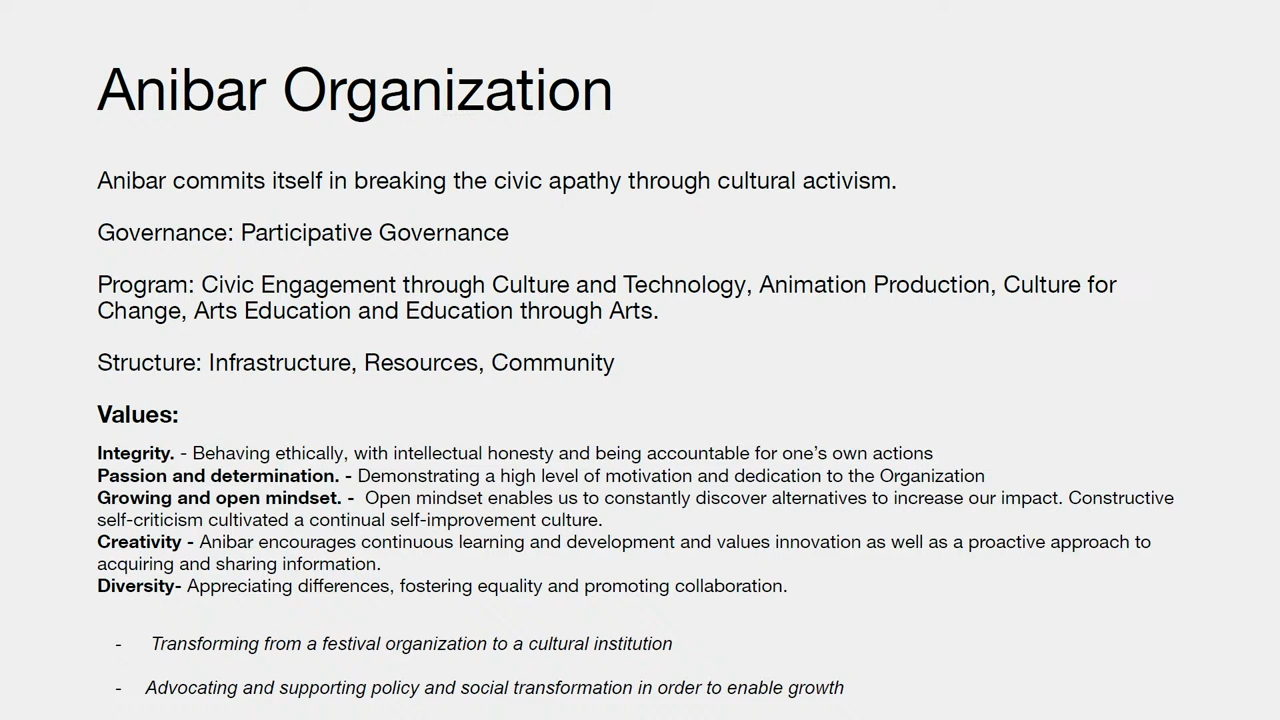 Anibar Organization
Anibar commits itself in breaking the civic apathy through cultural activism.
Governance: Participative Governance
Program: Civic Engagement through Culture and Technology, Animation Production, Culture for
Change, Arts Education and Education through Arts.
Structure: Infrastructure, Resources, Community
Values:
Integrity. - Behaving ethically, with intellectual honesty and being accountable for one’s own actions
Passion and determination. - Demonstrating a high level of motivation and dedication to the Organization
Growing and open mindset. - Open mindset enables us to constantly discover alternatives to increase our impact. Constructive
self-criticism cultivated a continual self-improvement culture.
Creativity - Anibar encourages continuous learning and development and values innovation as well as a proactive approach to
acquiring and sharing information.
Diversity- Appreciating differences, fostering equality and promoting collaboration.
- Transforming from a festival organization to a cultural institution
- Advocating and supporting policy and social transformation in order to enable growth